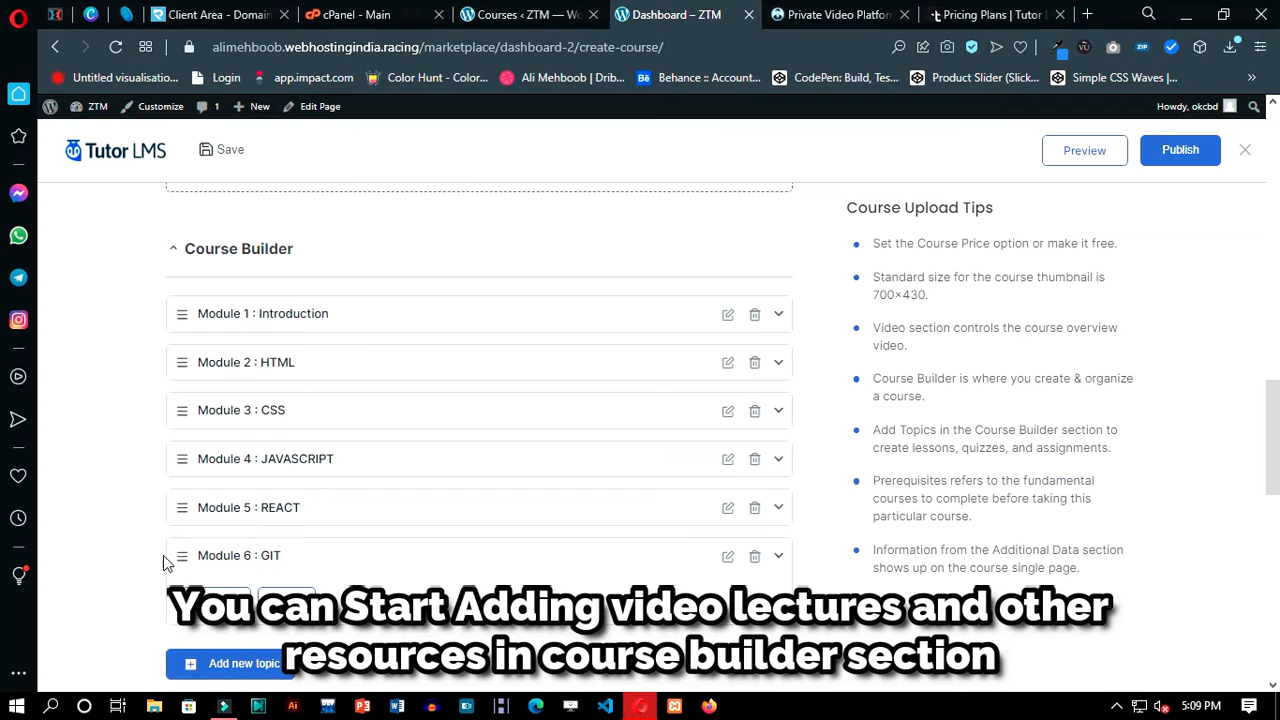 Client Area - Domain
cPanel - Main
Courses ‹ ZTM — Wo
Dashboard – ZTM
Private Video Platform
Pricing Plans | Tutor L
alimehboob.webhostingindia.racing/marketplace/dashboard-2/create-course/
Untitled visualisatio...
Login
app.impact.com
Color Hunt - Color...
Ali Mehboob | Drib...
Behance :: Account...
CodePen: Build, Tes...
Product Slider (Slick...
Simple CSS Waves |...
ZTM
Customize
1
New
Edit Page
Howdy, okcbd
Tutor LMS
Save
Preview
Publish
Course Builder
Module 1 : Introduction
Module 2 : HTML
Module 3 : CSS
Module 4 : JAVASCRIPT
Module 5 : REACT
Module 6 : GIT
Add new topic
Course Upload Tips
Set the Course Price option or make it free.
Standard size for the course thumbnail is
700×430.
Video section controls the course overview
video.
Course Builder is where you create & organize
a course.
Add Topics in the Course Builder section to
create lessons, quizzes, and assignments.
Prerequisites refers to the fundamental
courses to complete before taking this
particular course.
Information from the Additional Data section
shows up on the course single page.
You can Start Adding video lectures and other
resources in course builder section
5:09 PM